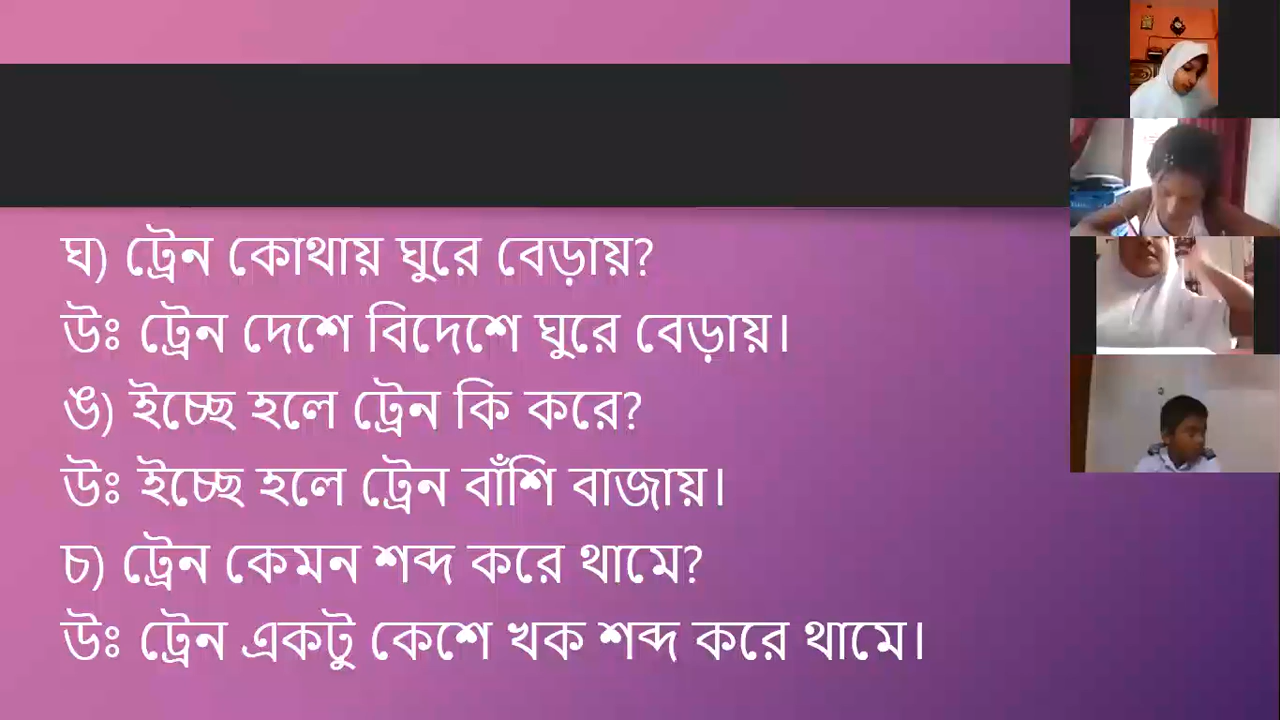 ঘ) ট্রেন কোথায় ঘুরে বেড়ায়?
উঃ ট্রেন দেশে বিদেশে ঘুরে বেড়ায়।
ঙ) ইচ্ছে হলে ট্রেন কি করে?
উঃ ইচ্ছে হলে ট্রেন বাঁশি বাজায়।
চ) ট্রেন কেমন শব্দ করে থামে?
উঃ ট্রেন একটু কেশে খক শব্দ করে থামে।